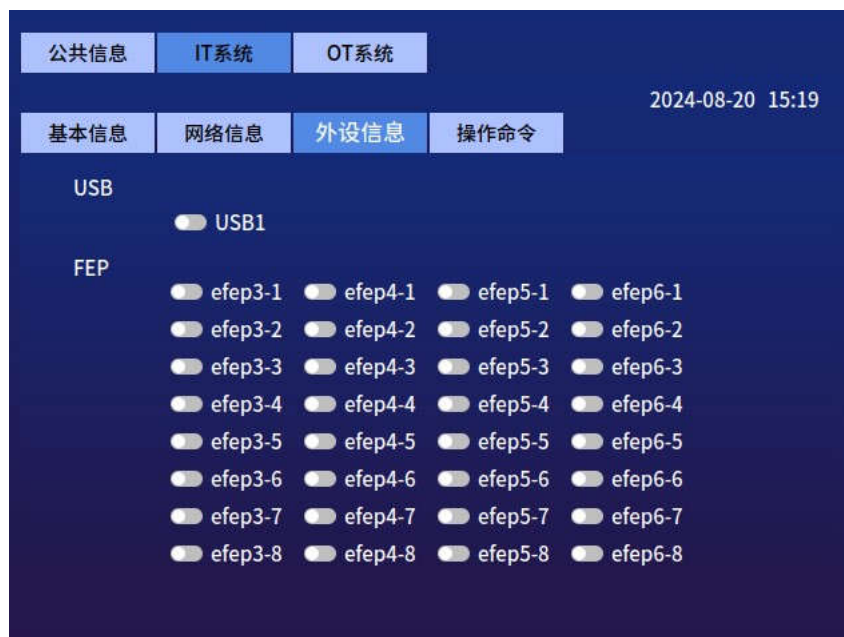 公共信息 IT系统 OT系统
2024-08-20 15:19
基本信息 网络信息 外设信息 操作命令
USB
USB1
FEP
efep3-1 efep4-1 efep5-1 efep6-1
efep3-2 efep4-2 efep5-2 efep6-2
efep3-3 efep4-3 efep5-3 efep6-3
efep3-4 efep4-4 efep5-4 efep6-4
efep3-5 efep4-5 efep5-5 efep6-5
efep3-6 efep4-6 efep5-6 efep6-6
efep3-7 efep4-7 efep5-7 efep6-7
efep3-8 efep4-8 efep5-8 efep6-8